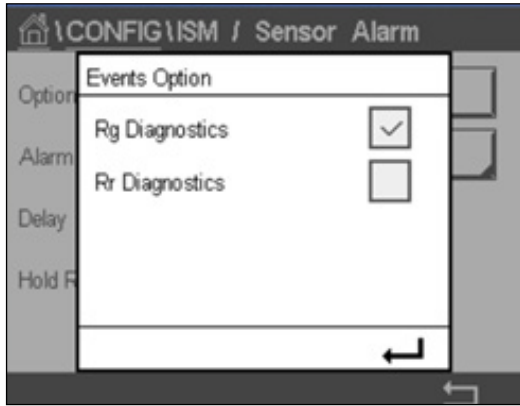 \CONFIG\ISM / Sensor Alarm
Events Option
Option
Rg Diagnostics
Alarm
Rr Diagnostics
Delay
Hold R